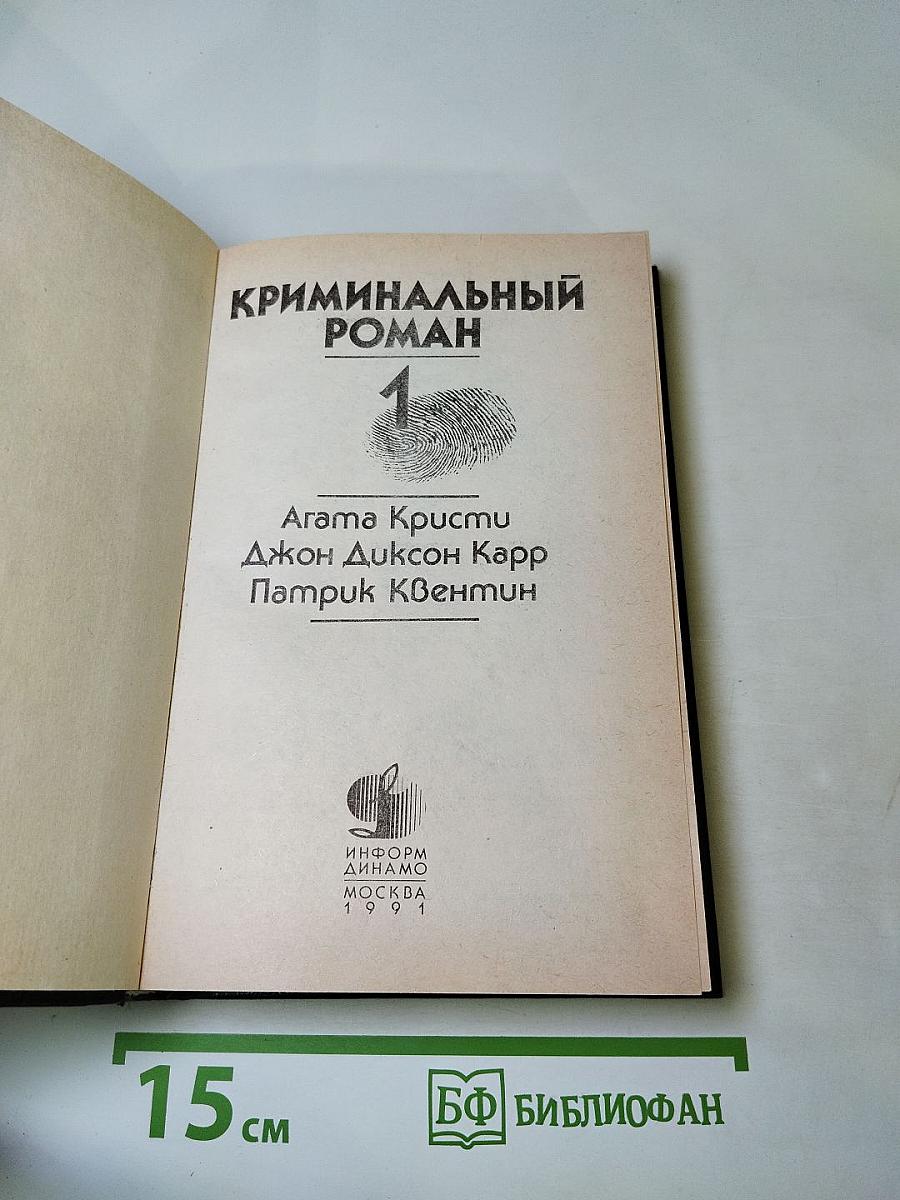 КРИМИНАЛЬНЫЙ
РОМАН
1
Агата Кристи
Джон Диксон Карр
Патрик Квентин
ИНФОРМ
ДИНАМО
МОСКВА
1991
15 см
БФ БИБЛИОФАН